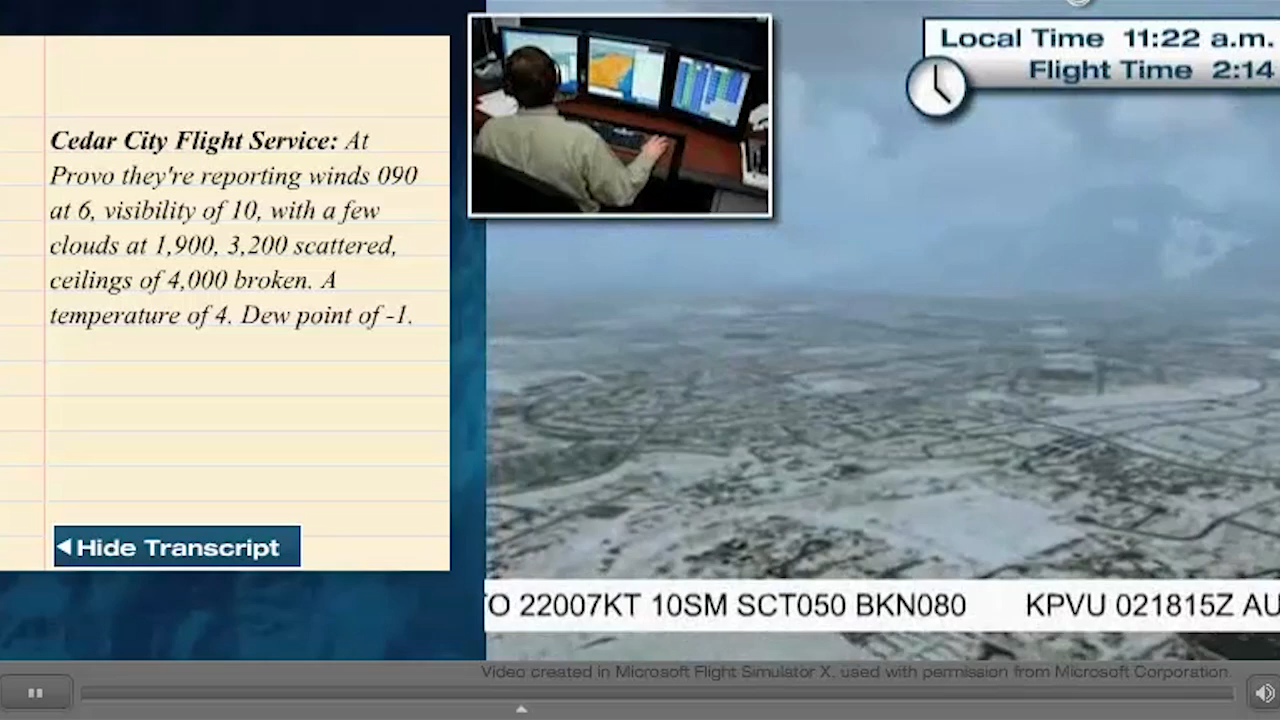 Local Time 11:22 a.m.
Flight Time 2:14
Cedar City Flight Service: At
Provo they're reporting winds 090
at 6, visibility of 10, with a few
clouds at 1,900, 3,200 scattered,
ceilings of 4,000 broken. A
temperature of 4. Dew point of -1.
Hide Transcript
O 22007KT 10SM SCT050 BKN080 KPVU 021815Z AU
Video created in Microsoft Flight Simulator X, used with permission from Microsoft Corporation.